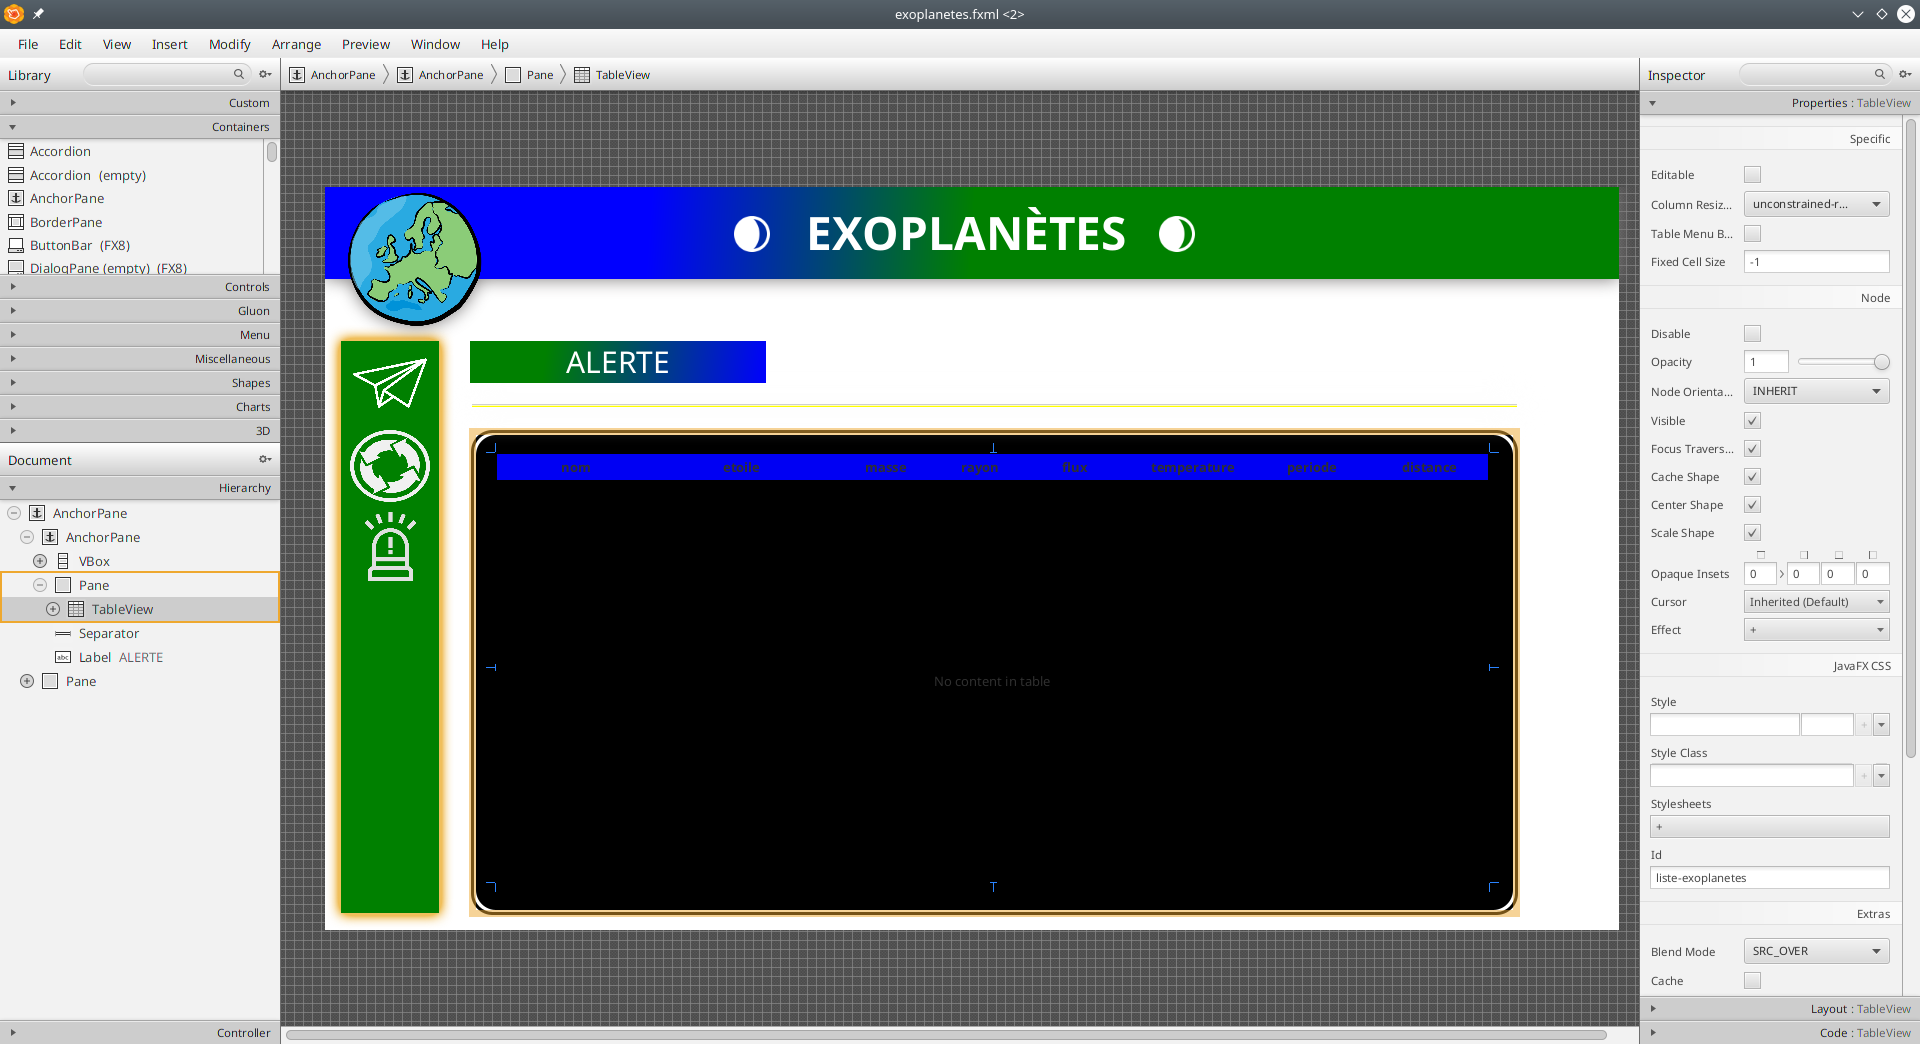 exoplanetes.fxml <2>
File Edit View Insert Modify Arrange Preview Window Help
Library
Custom
Containers
Accordion
Accordion (empty)
AnchorPane
BorderPane
ButtonBar (FX8)
DialogPane (empty) (FX8)
Controls
Gluon
Menu
Miscellaneous
Shapes
Charts
3D
Document
Hierarchy
AnchorPane
AnchorPane
VBox
Pane
TableView
Separator
abc Label ALERTE
Pane
Controller
AnchorPane AnchorPane Pane TableView
EXOPLANÈTES
ALERTE
nom etoile masse rayon flux temperature periode distance
No content in table
Inspector
Properties : TableView
Specific
Editable
Column Resiz... unconstrained-r...
Table Menu B...
Fixed Cell Size -1
Node
Disable
Opacity 1
Node Orienta... INHERIT
Visible
Focus Travers...
Cache Shape
Center Shape
Scale Shape
Opaque Insets 0 0 0 0
Cursor Inherited (Default)
Effect +
JavaFX CSS
Style
+
Style Class
+
Stylesheets
+
Id
liste-exoplanetes
Extras
Blend Mode SRC_OVER
Cache
Layout : TableView
Code : TableView